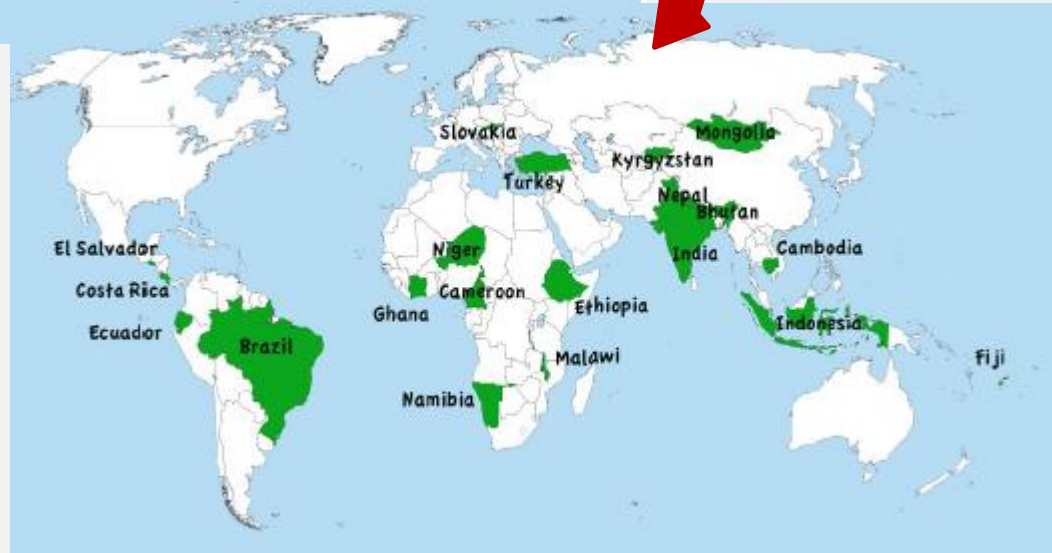 Slovakia
Mongolia
Kyrgyzstan
Turkey
Nepal
Bhutan
El Salvador
Niger
India
Cambodia
Costa Riica
Cameroon
Ghana
Ethiopia
Ecuador
Brazil
Indonesia
Malawi
Fiji
Namibia